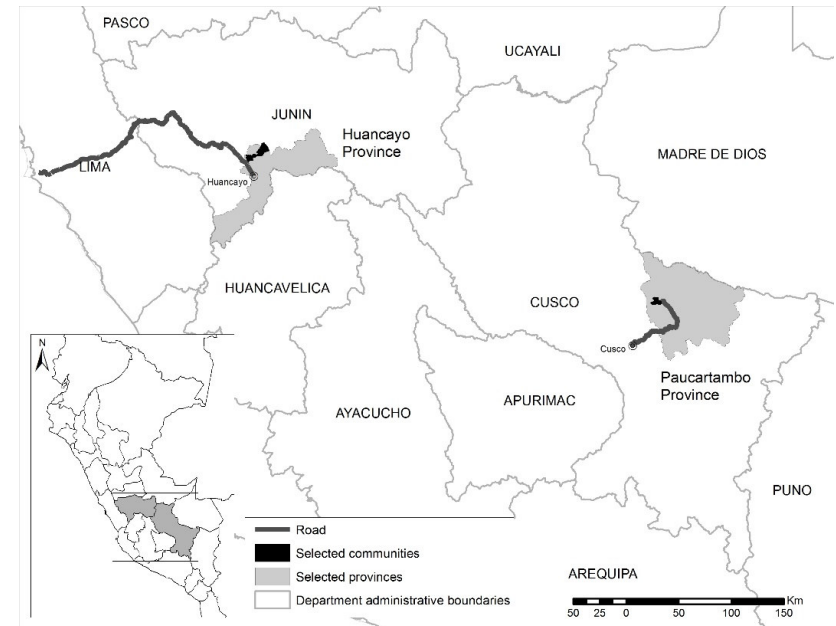 PASCO
UCAYALI
JUNIN
Huancayo
Province
MADRE DE DIOS
LIMA
Huancayo
HUANCAVELICA
CUSCO
Cusco
Paucartambo
Province
N
AYACUCHO
APURIMAC
PUNO
Road
Selected communities
Selected provinces
Department administrative boundaries
AREQUIPA
Km
50 25 0 50 100 150